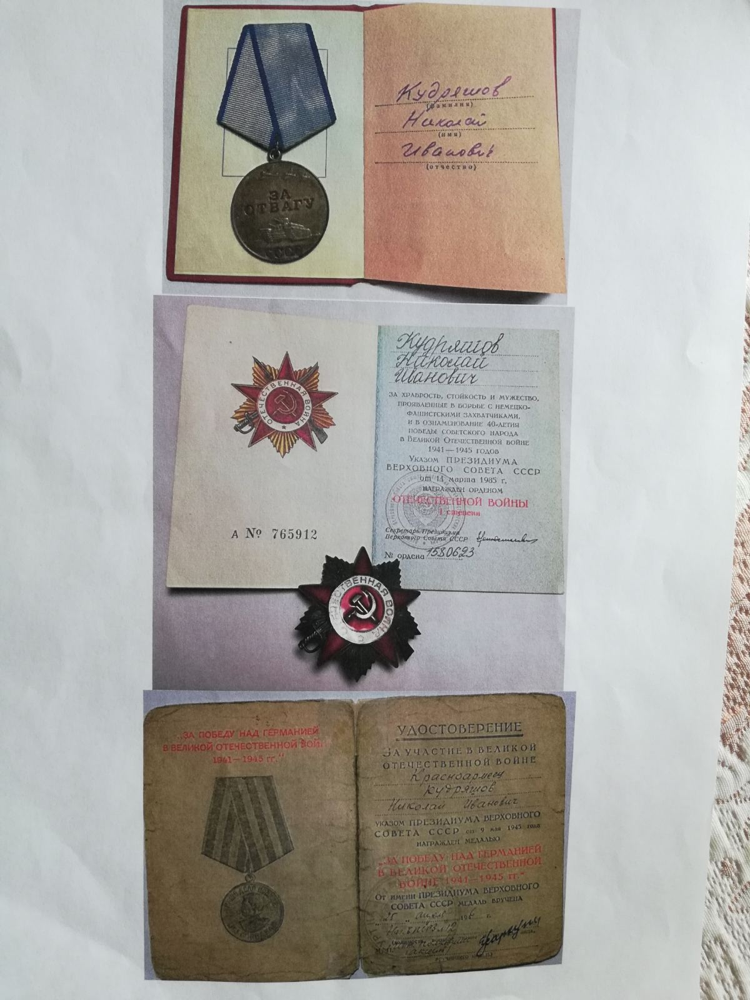 ЗА
ОТВАГУ
СССР
Кудряшов
(фамилия)
Николай
(имя)
Иванович
(отчество)
ОТЕЧЕСТВЕННАЯ ВОЙНА
А № 765912
Кудряшов
Николай
Иванович
ЗА ХРАБРОСТЬ, СТОЙКОСТЬ И МУЖЕСТВО,
ПРОЯВЛЕННЫЕ В БОРЬБЕ С НЕМЕЦКО-
ФАШИСТСКИМИ ЗАХВАТЧИКАМИ,
И В ОЗНАМЕНОВАНИЕ 40-ЛЕТИЯ
ПОБЕДЫ СОВЕТСКОГО НАРОДА
В ВЕЛИКОЙ ОТЕЧЕСТВЕННОЙ ВОЙНЕ
1941—1945 ГОДОВ
УКАЗОМ ПРЕЗИДИУМА
ВЕРХОВНОГО СОВЕТА СССР
от 11 марта 1985 г.
НАГРАЖДЕН ОРДЕНОМ
ОТЕЧЕСТВЕННОЙ ВОЙНЫ
I степени
Секретарь Президиума
Верховного Совета СССР
№ ордена 1580623
ОТЕЧЕСТВЕННАЯ ВОЙНА
„ЗА ПОБЕДУ НАД ГЕРМАНИЕЙ
В ВЕЛИКОЙ ОТЕЧЕСТВЕННОЙ ВОЙ
1941—1945 гг."
УДОСТОВЕРЕНИЕ
ЗА УЧАСТИЕ В ВЕЛИКОЙ
ОТЕЧЕСТВЕННОЙ ВОЙНЕ
Красноармеец
Кудряшов
Николай Иванович
УКАЗОМ ПРЕЗИДИУМА ВЕРХОВНОГО
СОВЕТА СССР от 9 мая 1945 года
НАГРАЖДЕН МЕДАЛЬЮ
„ЗА ПОБЕДУ НАД ГЕРМАНИЕЙ
В ВЕЛИКОЙ ОТЕЧЕСТВЕННОЙ
ВОЙНЕ 1941—1945 гг."
ОТ ИМЕНИ ПРЕЗИДИУМА ВЕРХОВНОГО
СОВЕТА СССР МЕДАЛЬ ВРУЧЕНА
„25" апреля 1946 г.